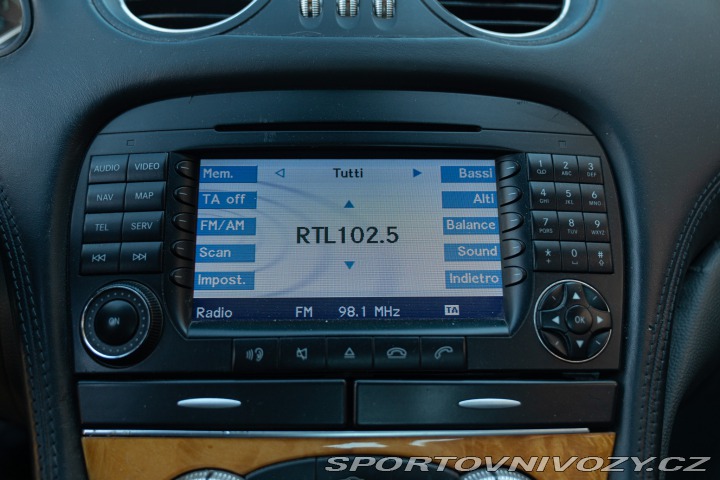 AUDIO VIDEO
NAV MAP
TEL SERV
Mem. Tutti Bassi
TA off Alti
FM/AM RTL102.5 Balance
Scan Sound
Impost. Indietro
Radio FM 98.1 MHz TA
1 2 ABC 3 DEF
4 GHI 5 JKL 6 MNO
7 PQRS 8 TUV 9 WXYZ
* 0 #
+
ON
OK
SPORTOVNIVOZY.CZ